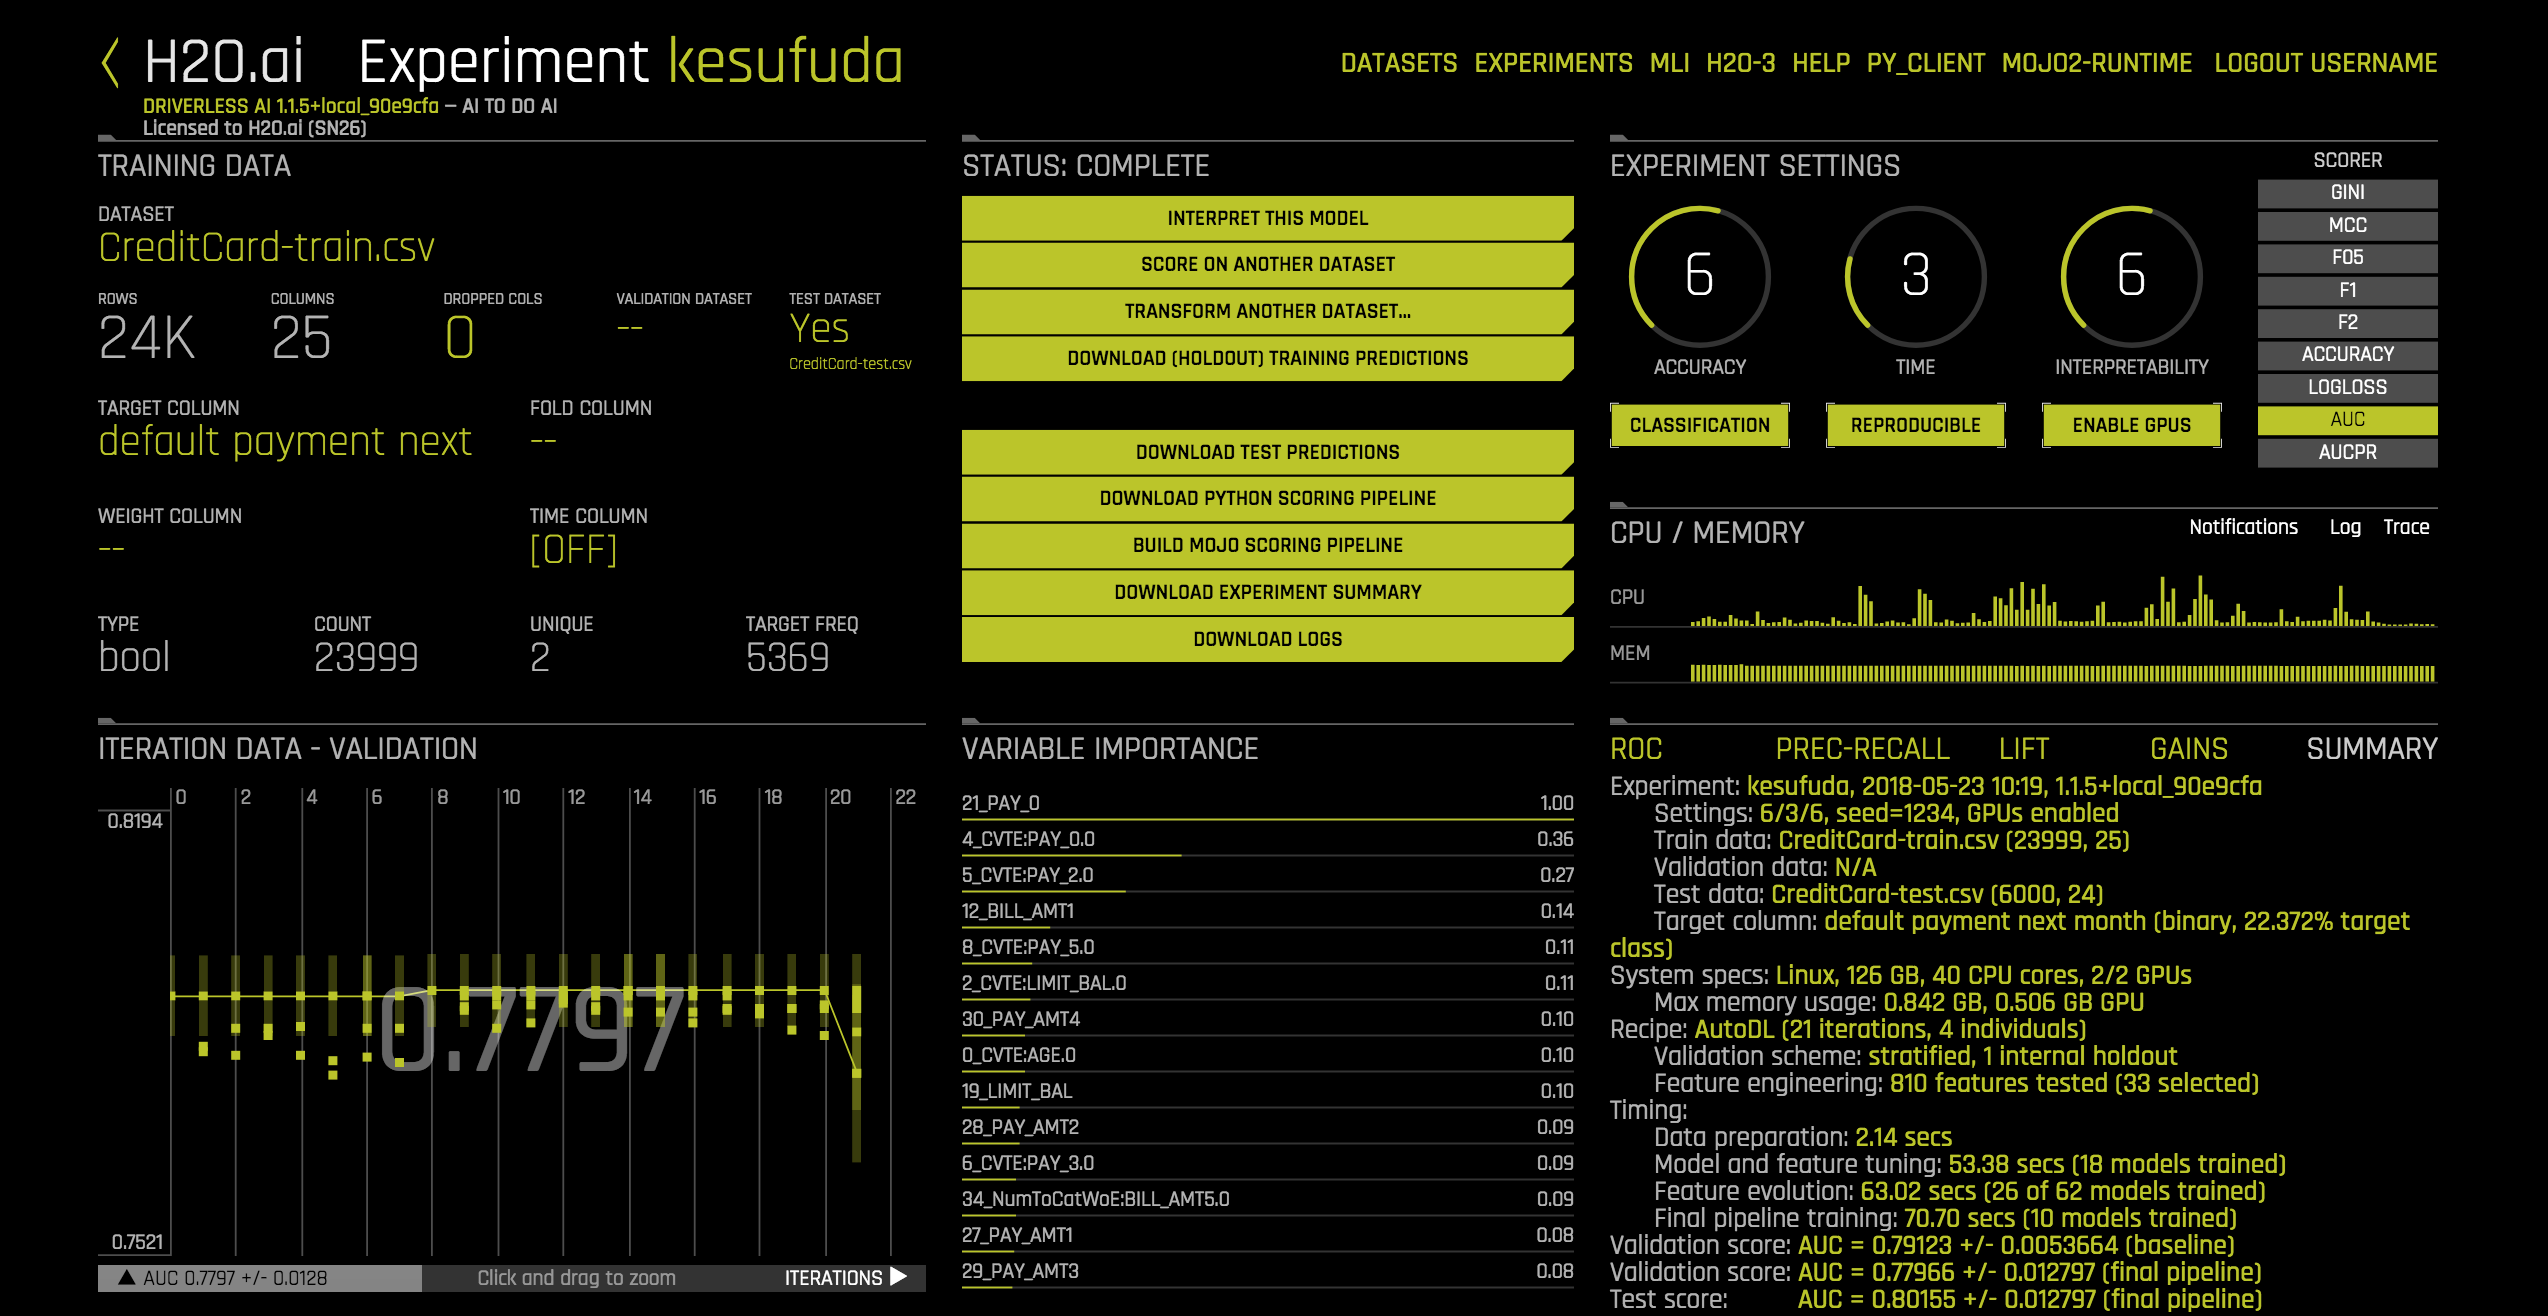 H2O.ai Experiment kesufuda
DATASETS EXPERIMENTS MLI H2O-3 HELP PY_CLIENT MOJO2-RUNTIME LOGOUT USERNAME
DRIVERLESS AI 1.1.5+local_90e9cfa – AI TO DO AI
Licensed to H2O.ai (SN26)
TRAINING DATA
DATASET
CreditCard-train.csv
ROWS COLUMNS DROPPED COLS VALIDATION DATASET TEST DATASET
24K 25 0 -- Yes
CreditCard-test.csv
TARGET COLUMN FOLD COLUMN
default payment next --
WEIGHT COLUMN TIME COLUMN
-- [OFF]
TYPE COUNT UNIQUE TARGET FREQ
bool 23999 2 5369
STATUS: COMPLETE
INTERPRET THIS MODEL
SCORE ON ANOTHER DATASET
TRANSFORM ANOTHER DATASET...
DOWNLOAD (HOLDOUT) TRAINING PREDICTIONS
DOWNLOAD TEST PREDICTIONS
DOWNLOAD PYTHON SCORING PIPELINE
BUILD MOJO SCORING PIPELINE
DOWNLOAD EXPERIMENT SUMMARY
DOWNLOAD LOGS
EXPERIMENT SETTINGS
6 3 6
ACCURACY TIME INTERPRETABILITY
CLASSIFICATION REPRODUCIBLE ENABLE GPUS
SCORER
GINI
MCC
F05
F1
F2
ACCURACY
LOGLOSS
AUC
AUCPR
CPU / MEMORY
Notifications Log Trace
CPU
MEM
ITERATION DATA - VALIDATION
0 2 4 6 8 10 12 14 16 18 20 22
0.8194
0.7797
0.7521
▲ AUC 0.7797 +/- 0.0128 Click and drag to zoom ITERATIONS ▶
VARIABLE IMPORTANCE
21_PAY_0 1.00
4_CVTE:PAY_0.0 0.36
5_CVTE:PAY_2.0 0.27
12_BILL_AMT1 0.14
8_CVTE:PAY_5.0 0.11
2_CVTE:LIMIT_BAL.0 0.11
30_PAY_AMT4 0.10
0_CVTE:AGE.0 0.10
19_LIMIT_BAL 0.10
28_PAY_AMT2 0.09
6_CVTE:PAY_3.0 0.09
34_NumToCatWoE:BILL_AMT5.0 0.09
27_PAY_AMT1 0.08
29_PAY_AMT3 0.08
ROC PREC-RECALL LIFT GAINS SUMMARY
Experiment: kesufuda, 2018-05-23 10:19, 1.1.5+local_90e9cfa
Settings: 6/3/6, seed=1234, GPUs enabled
Train data: CreditCard-train.csv (23999, 25)
Validation data: N/A
Test data: CreditCard-test.csv (6000, 24)
Target column: default payment next month (binary, 22.372% target
class)
System specs: Linux, 126 GB, 40 CPU cores, 2/2 GPUs
Max memory usage: 0.842 GB, 0.506 GB GPU
Recipe: AutoDL (21 iterations, 4 individuals)
Validation scheme: stratified, 1 internal holdout
Feature engineering: 810 features tested (33 selected)
Timing:
Data preparation: 2.14 secs
Model and feature tuning: 53.38 secs (18 models trained)
Feature evolution: 63.02 secs (26 of 62 models trained)
Final pipeline training: 70.70 secs (10 models trained)
Validation score: AUC = 0.79123 +/- 0.0053664 (baseline)
Validation score: AUC = 0.77966 +/- 0.012797 (final pipeline)
Test score: AUC = 0.80155 +/- 0.012797 (final pipeline)